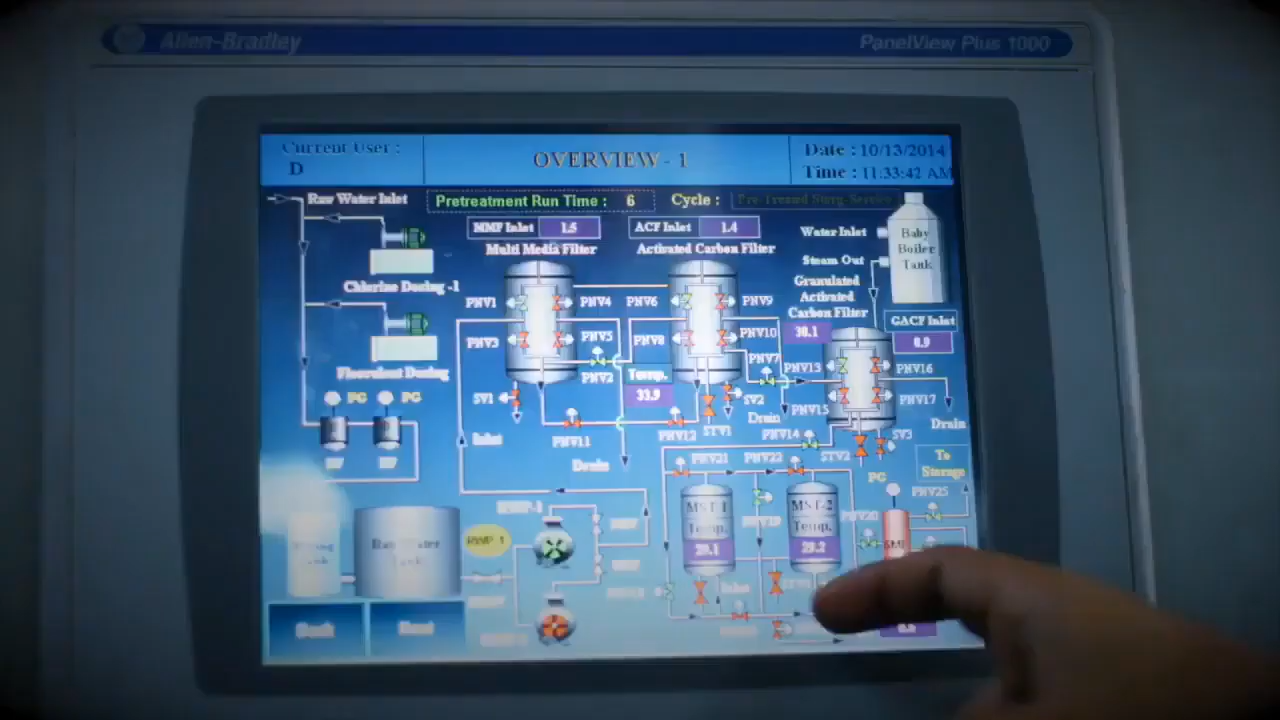 Allen-Bradley
PanelView Plus 1000
Current User :
D
OVERVIEW - 1
Date : 10/13/2014
Time : 11:33:42 AM
Raw Water Inlet
Pretreatment Run Time : 6
Cycle :
MMF Inlet 1.5
ACF Inlet 1.4
Multi Media Filter
Activated Carbon Filter
Water Inlet
Steam Out
Baby
Boiler
Tank
Granulated
Activated
Carbon Filter
30.1
GACF Inlet
0.9
Chlorine Dosing -1
PNV1
PNV4
PNV6
PNV9
PNV3
PNV5
PNV8
PNV10
PNV2
PNV7
Temp.
33.9
PNV13
PNV16
PNV15
PNV17
SV1
SV2
Drain
STV1
PNV11
PNV12
PNV14
STV2
SV3
Drain
PG
PG
Inlet
Drain
PNV21
PNV22
To
Storage
PG
PNV25
MST-1
Temp.
29.1
MST-2
Temp.
29.2
PNV20
Raw Water
Tank
RWP-1
Inlet